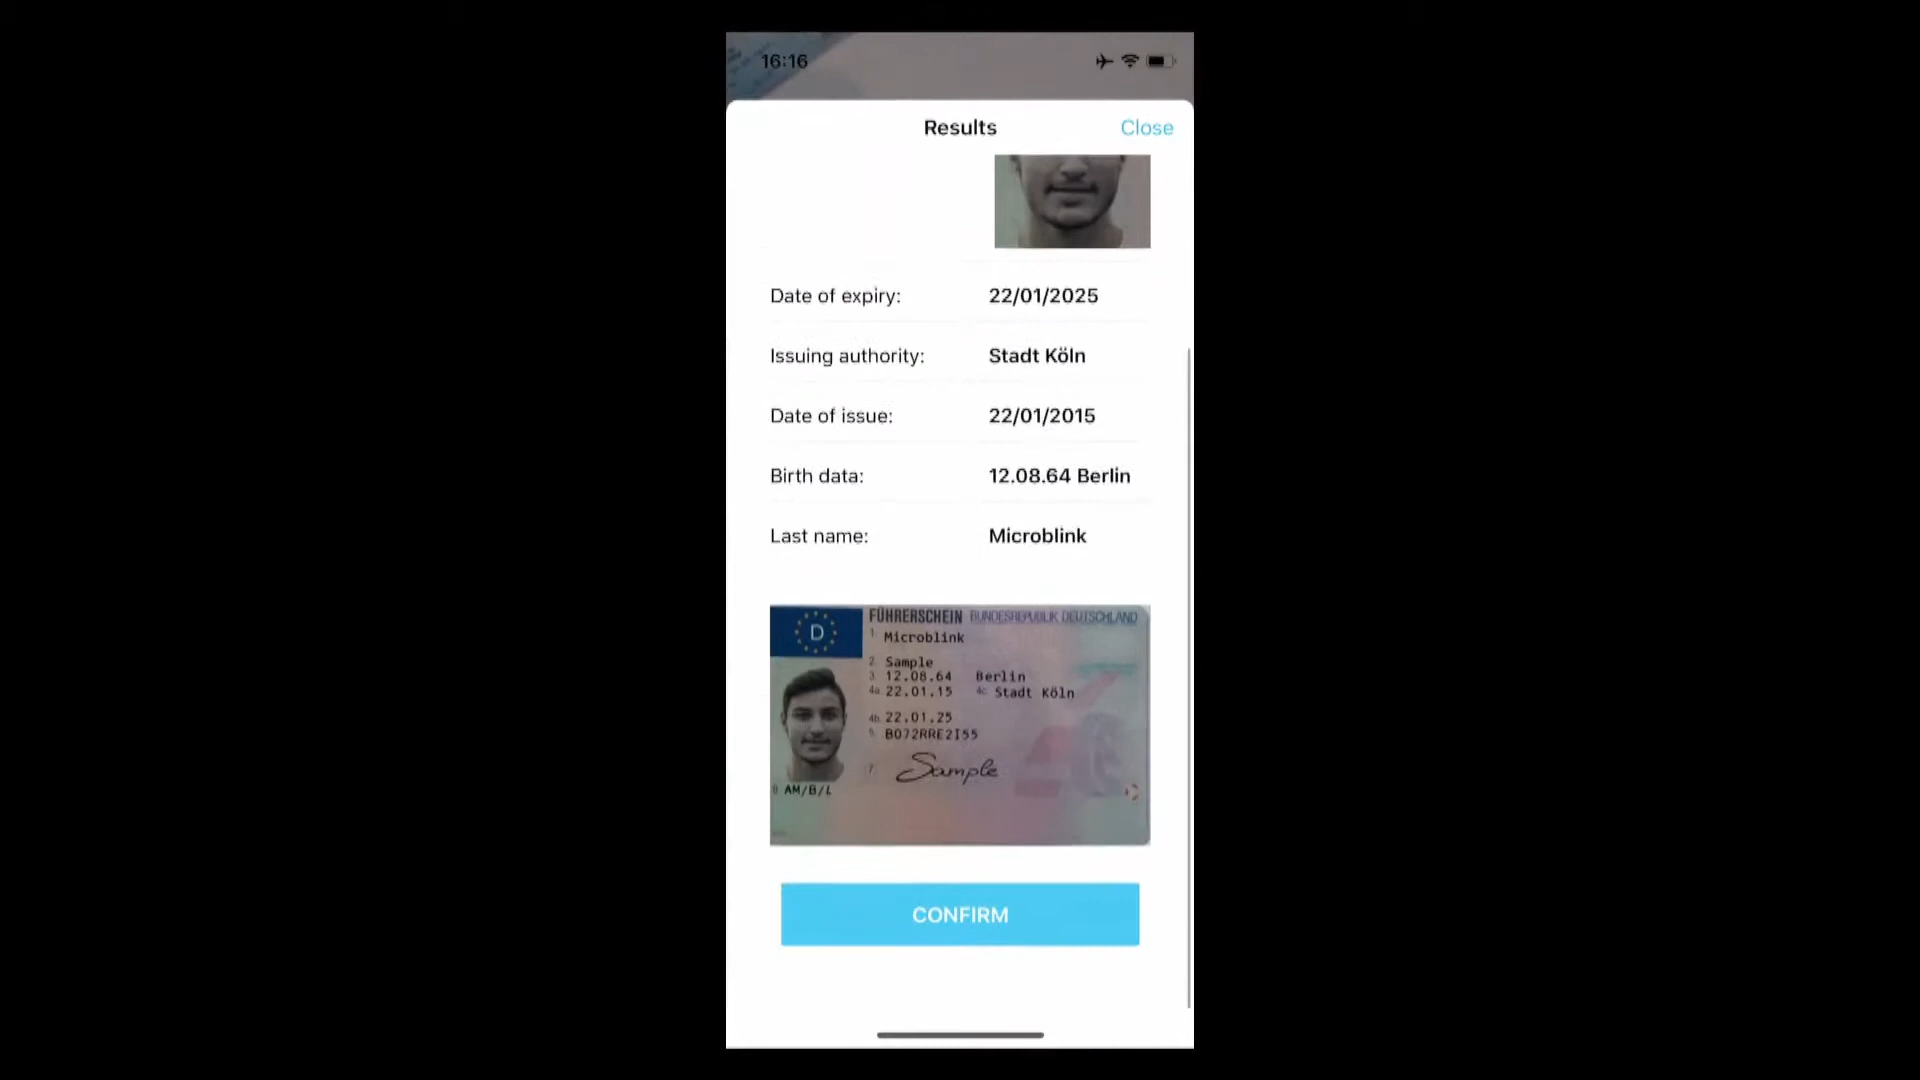 16:16
Results
Close
Date of expiry: 22/01/2025
Issuing authority: Stadt Köln
Date of issue: 22/01/2015
Birth data: 12.08.64 Berlin
Last name: Microblink
D
FÜHRERSCHEIN BUNDESREPUBLIK DEUTSCHLAND
1. Microblink
2. Sample
3. 12.08.64 Berlin
4a. 22.01.15 4c. Stadt Köln
4b. 22.01.25
5. B072RRE2I55
7. Sample
9. AM/B/L
CONFIRM